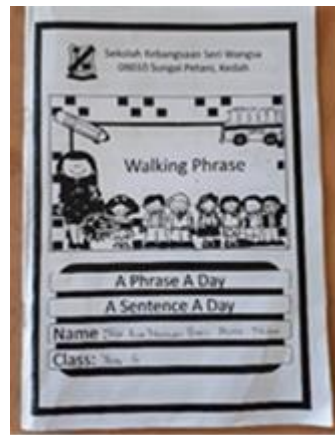 Sekolah Kebangsaan Seri Wangsa
08010 Sungai Petani, Kedah
Walking Phrase
A Phrase A Day
A Sentence A Day
Name
Class: